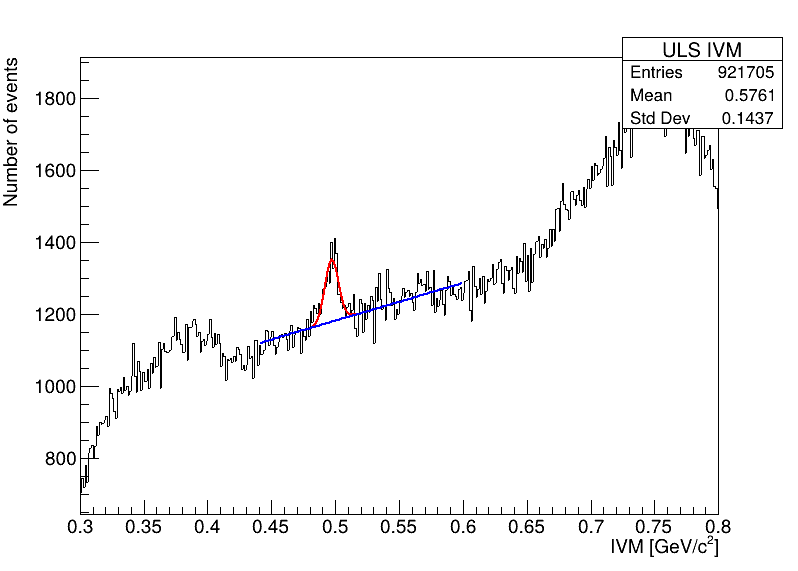 ULS IVM
Entries 921705
Mean 0.5761
Std Dev 0.1437
Number of events
1800
1600
1400
1200
1000
800
0.3 0.35 0.4 0.45 0.5 0.55 0.6 0.65 0.7 0.75 0.8
IVM [GeV/c²]